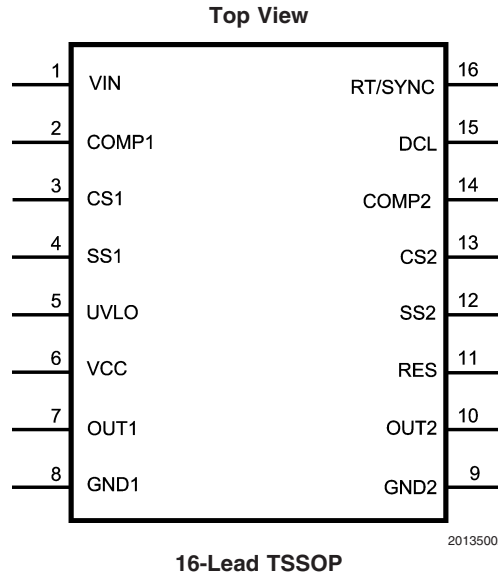 Top View
1 VIN RT/SYNC 16
2 COMP1 DCL 15
3 CS1 COMP2 14
4 SS1 CS2 13
5 UVLO SS2 12
6 VCC RES 11
7 OUT1 OUT2 10
8 GND1 GND2 9
2013500
16-Lead TSSOP